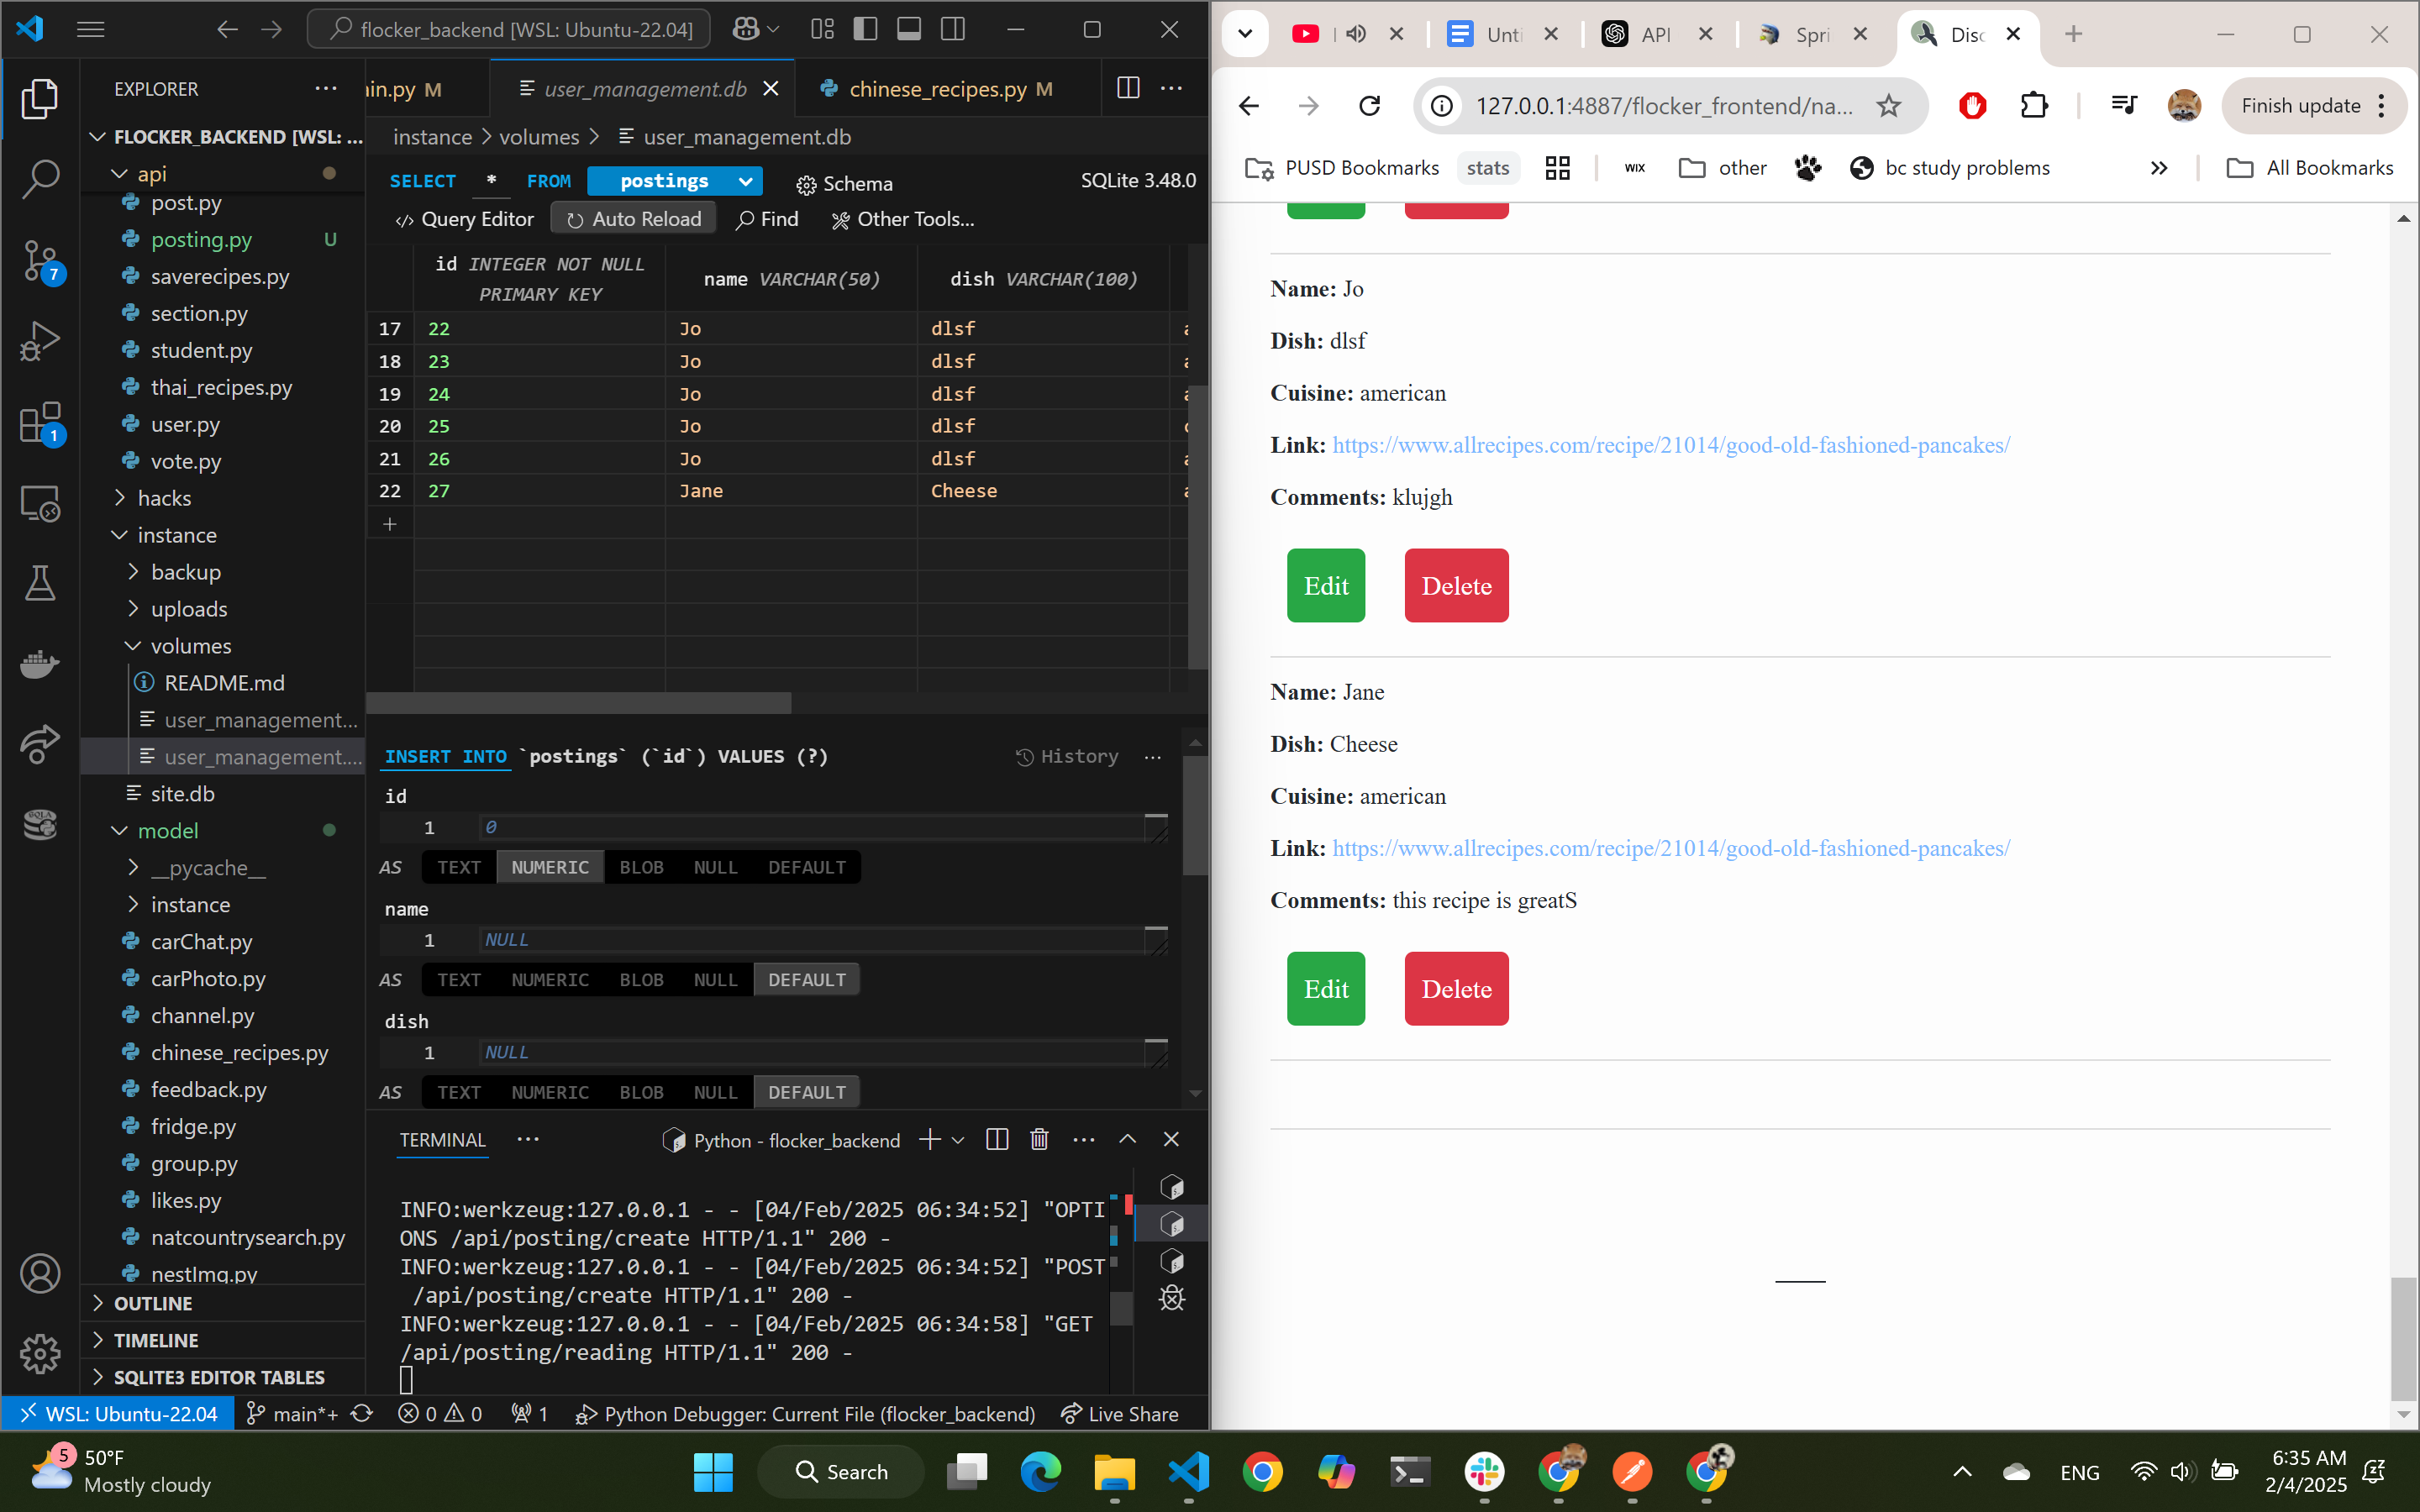 flocker_backend [WSL: Ubuntu-22.04]
EXPLORER
FLOCKER_BACKEND [WSL: ...
api
post.py
posting.py U
saverecipes.py
section.py
student.py
thai_recipes.py
user.py
vote.py
hacks
instance
backup
uploads
volumes
README.md
user_management...
user_management....
site.db
model
__pycache__
instance
carChat.py
carPhoto.py
channel.py
chinese_recipes.py
feedback.py
fridge.py
group.py
likes.py
natcountrysearch.py
nestImg.py
OUTLINE
TIMELINE
SQLITE3 EDITOR TABLES
7
1
ain.py M
user_management.db
chinese_recipes.py M
instance > volumes > user_management.db
SELECT * FROM postings Schema SQLite 3.48.0
Query Editor Auto Reload Find Other Tools...
id INTEGER NOT NULL PRIMARY KEY name VARCHAR(50) dish VARCHAR(100)
17 22 Jo dlsf
18 23 Jo dlsf
19 24 Jo dlsf
20 25 Jo dlsf
21 26 Jo dlsf
22 27 Jane Cheese
+
INSERT INTO `postings` (`id`) VALUES (?) History ...
id
1 0
AS TEXT NUMERIC BLOB NULL DEFAULT
name
1 NULL
AS TEXT NUMERIC BLOB NULL DEFAULT
dish
1 NULL
AS TEXT NUMERIC BLOB NULL DEFAULT
TERMINAL ... Python - flocker_backend
INFO:werkzeug:127.0.0.1 - - [04/Feb/2025 06:34:52] "OPTI
ONS /api/posting/create HTTP/1.1" 200 -
INFO:werkzeug:127.0.0.1 - - [04/Feb/2025 06:34:52] "POST
/api/posting/create HTTP/1.1" 200 -
INFO:werkzeug:127.0.0.1 - - [04/Feb/2025 06:34:58] "GET
/api/posting/reading HTTP/1.1" 200 -
WSL: Ubuntu-22.04 main*+ 0 0 1 Python Debugger: Current File (flocker_backend) Live Share
Unti API Spri Disc
127.0.0.1:4887/flocker_frontend/na... Finish update
PUSD Bookmarks stats WIX other bc study problems All Bookmarks
Name: Jo
Dish: dlsf
Cuisine: american
Link: https://www.allrecipes.com/recipe/21014/good-old-fashioned-pancakes/
Comments: klujgh
Edit Delete
Name: Jane
Dish: Cheese
Cuisine: american
Link: https://www.allrecipes.com/recipe/21014/good-old-fashioned-pancakes/
Comments: this recipe is greatS
Edit Delete
5
50°F
Mostly cloudy
Search
ENG
6:35 AM
2/4/2025